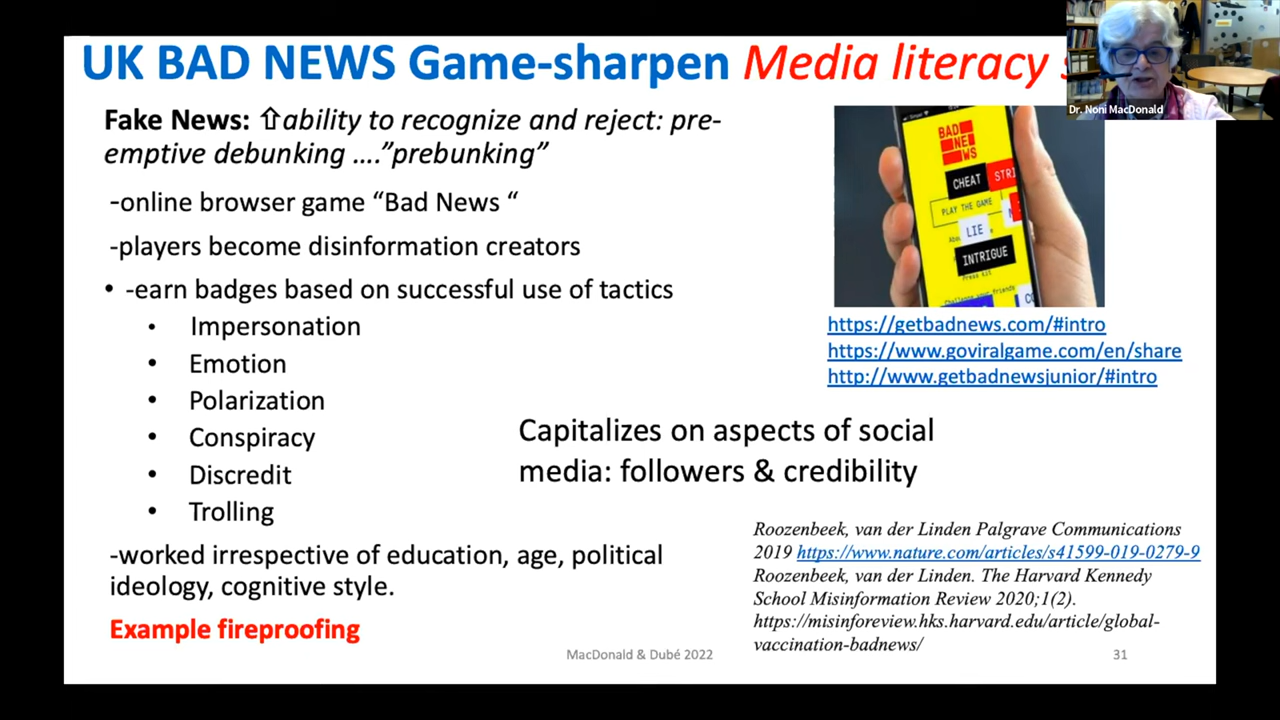 UK BAD NEWS Game-sharpen Media literacy
Dr. Noni MacDonald
Fake News: ⇧ability to recognize and reject: pre-
emptive debunking ....”prebunking”
-online browser game “Bad News “
-players become disinformation creators
• -earn badges based on successful use of tactics
• Impersonation
• Emotion
• Polarization
• Conspiracy
• Discredit
• Trolling
-worked irrespective of education, age, political
ideology, cognitive style.
Example fireproofing
BAD
NE
WS
CHEAT
STRI
PLAY THE GAME
LIE
INTRIGUE
Press kit
Challenge your friends
https://getbadnews.com/#intro
https://www.goviralgame.com/en/share
http://www.getbadnewsjunior/#intro
Capitalizes on aspects of social
media: followers & credibility
Roozenbeek, van der Linden Palgrave Communications
2019 https://www.nature.com/articles/s41599-019-0279-9
Roozenbeek, van der Linden. The Harvard Kennedy
School Misinformation Review 2020;1(2).
https://misinforeview.hks.harvard.edu/article/global-
vaccination-badnews/
MacDonald & Dubé 2022
31